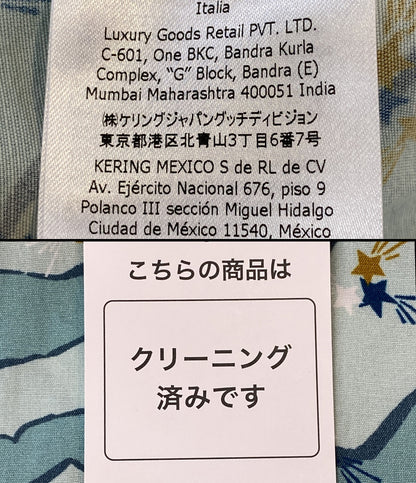 Italia
Luxury Goods Retail PVT. LTD.
C-601, One BKC, Bandra Kurla
Complex, “G” Block, Bandra (E)
Mumbai Maharashtra 400051 India
㈱ケリングジャパングッチディビジョン
東京都港区北青山3丁目6番7号
KERING MEXICO S de RL de CV
Av. Ejército Nacional 676, piso 9
Polanco III sección Miguel Hidalgo
Ciudad de México 11540, México
こちらの商品は
クリーニング
済みです